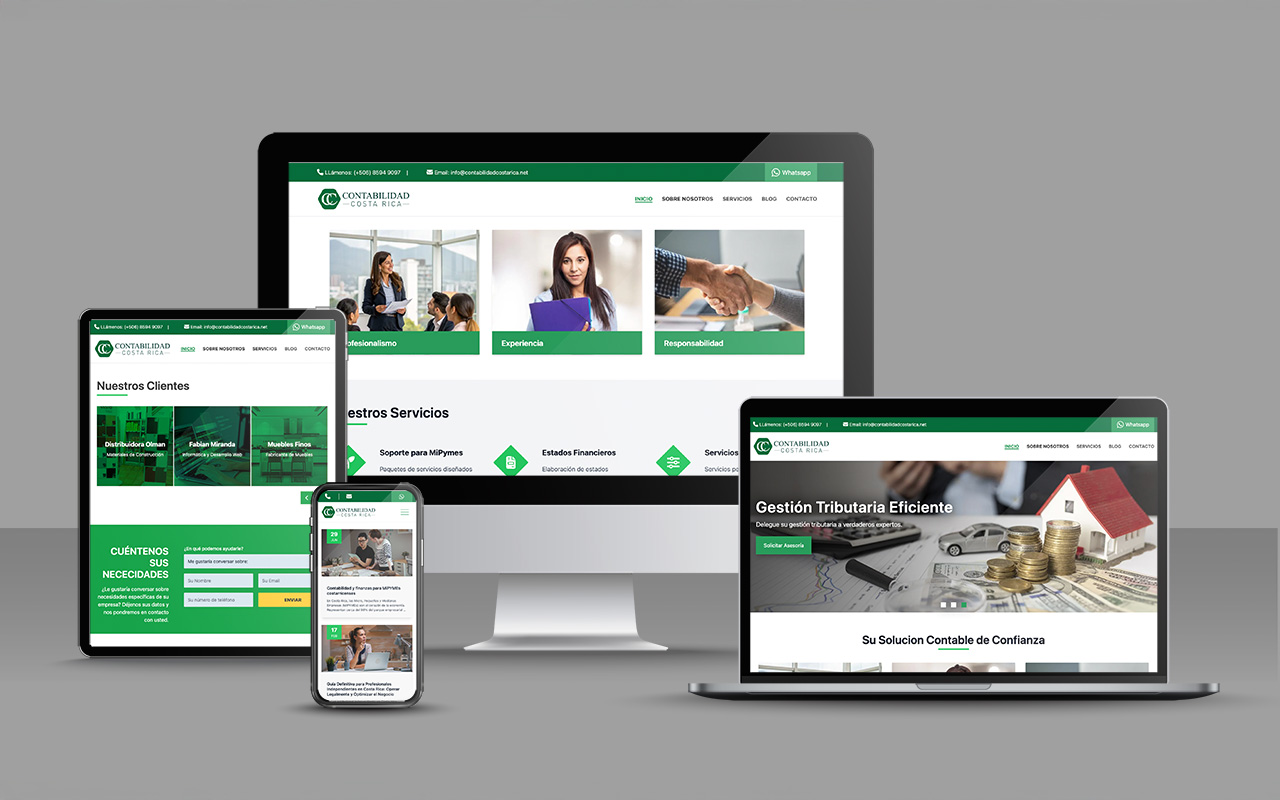 LLámenos: (+506) 8594 9097 |
Email: info@contabilidadcostarica.net
Whatsapp
CC
CONTABILIDAD
COSTA RICA
INICIO
SOBRE NOSOTROS
SERVICIOS
BLOG
CONTACTO
ofesionalismo
Experiencia
Responsabilidad
estros Servicios
Soporte para MiPymes
Paquetes de servicios diseñados
Estados Financieros
Elaboración de estados
Servicios
LLámenos: (+506) 8594 9097 |
Email: info@contabilidadcostarica.net
Whatsapp
CC
CONTABILIDAD
COSTA RICA
INICIO
SOBRE NOSOTROS
SERVICIOS
BLOG
CONTACTO
Nuestros Clientes
Distribuidora Olman
Materiales de Construcción
Fabian Miranda
Informática y Desarrollo Web
Muebles Finos
Fabricantes de Muebles
CUÉNTENOS
SUS
NECECIDADES
¿Le gustaría conversar sobre
necesidades específicas de su
empresa? Déjenos sus datos y
nos pondremos en contacto
con usted.
¿En qué podemos ayudarle?
Me gustaría conversar sobre:
Su Nombre
Su Email
Su número de teléfono
ENVIAR
CC
CONTABILIDAD
COSTA RICA
29
Contabilidad y finanzas para MiPYMEs
costarricenses
17
Guía Definitiva para Profesionales
Independientes en Costa Rica: Operar
Legalmente y Optimizar el Negocio
LLámenos: (+506) 8594 9097 |
Email: info@contabilidadcostarica.net
Whatsapp
CC
CONTABILIDAD
COSTA RICA
INICIO
SOBRE NOSOTROS
SERVICIOS
BLOG
CONTACTO
Gestión Tributaria Eficiente
Delegue su gestión tributaria a verdaderos expertos.
Solicitar Asesoría
Su Solucion Contable de Confianza